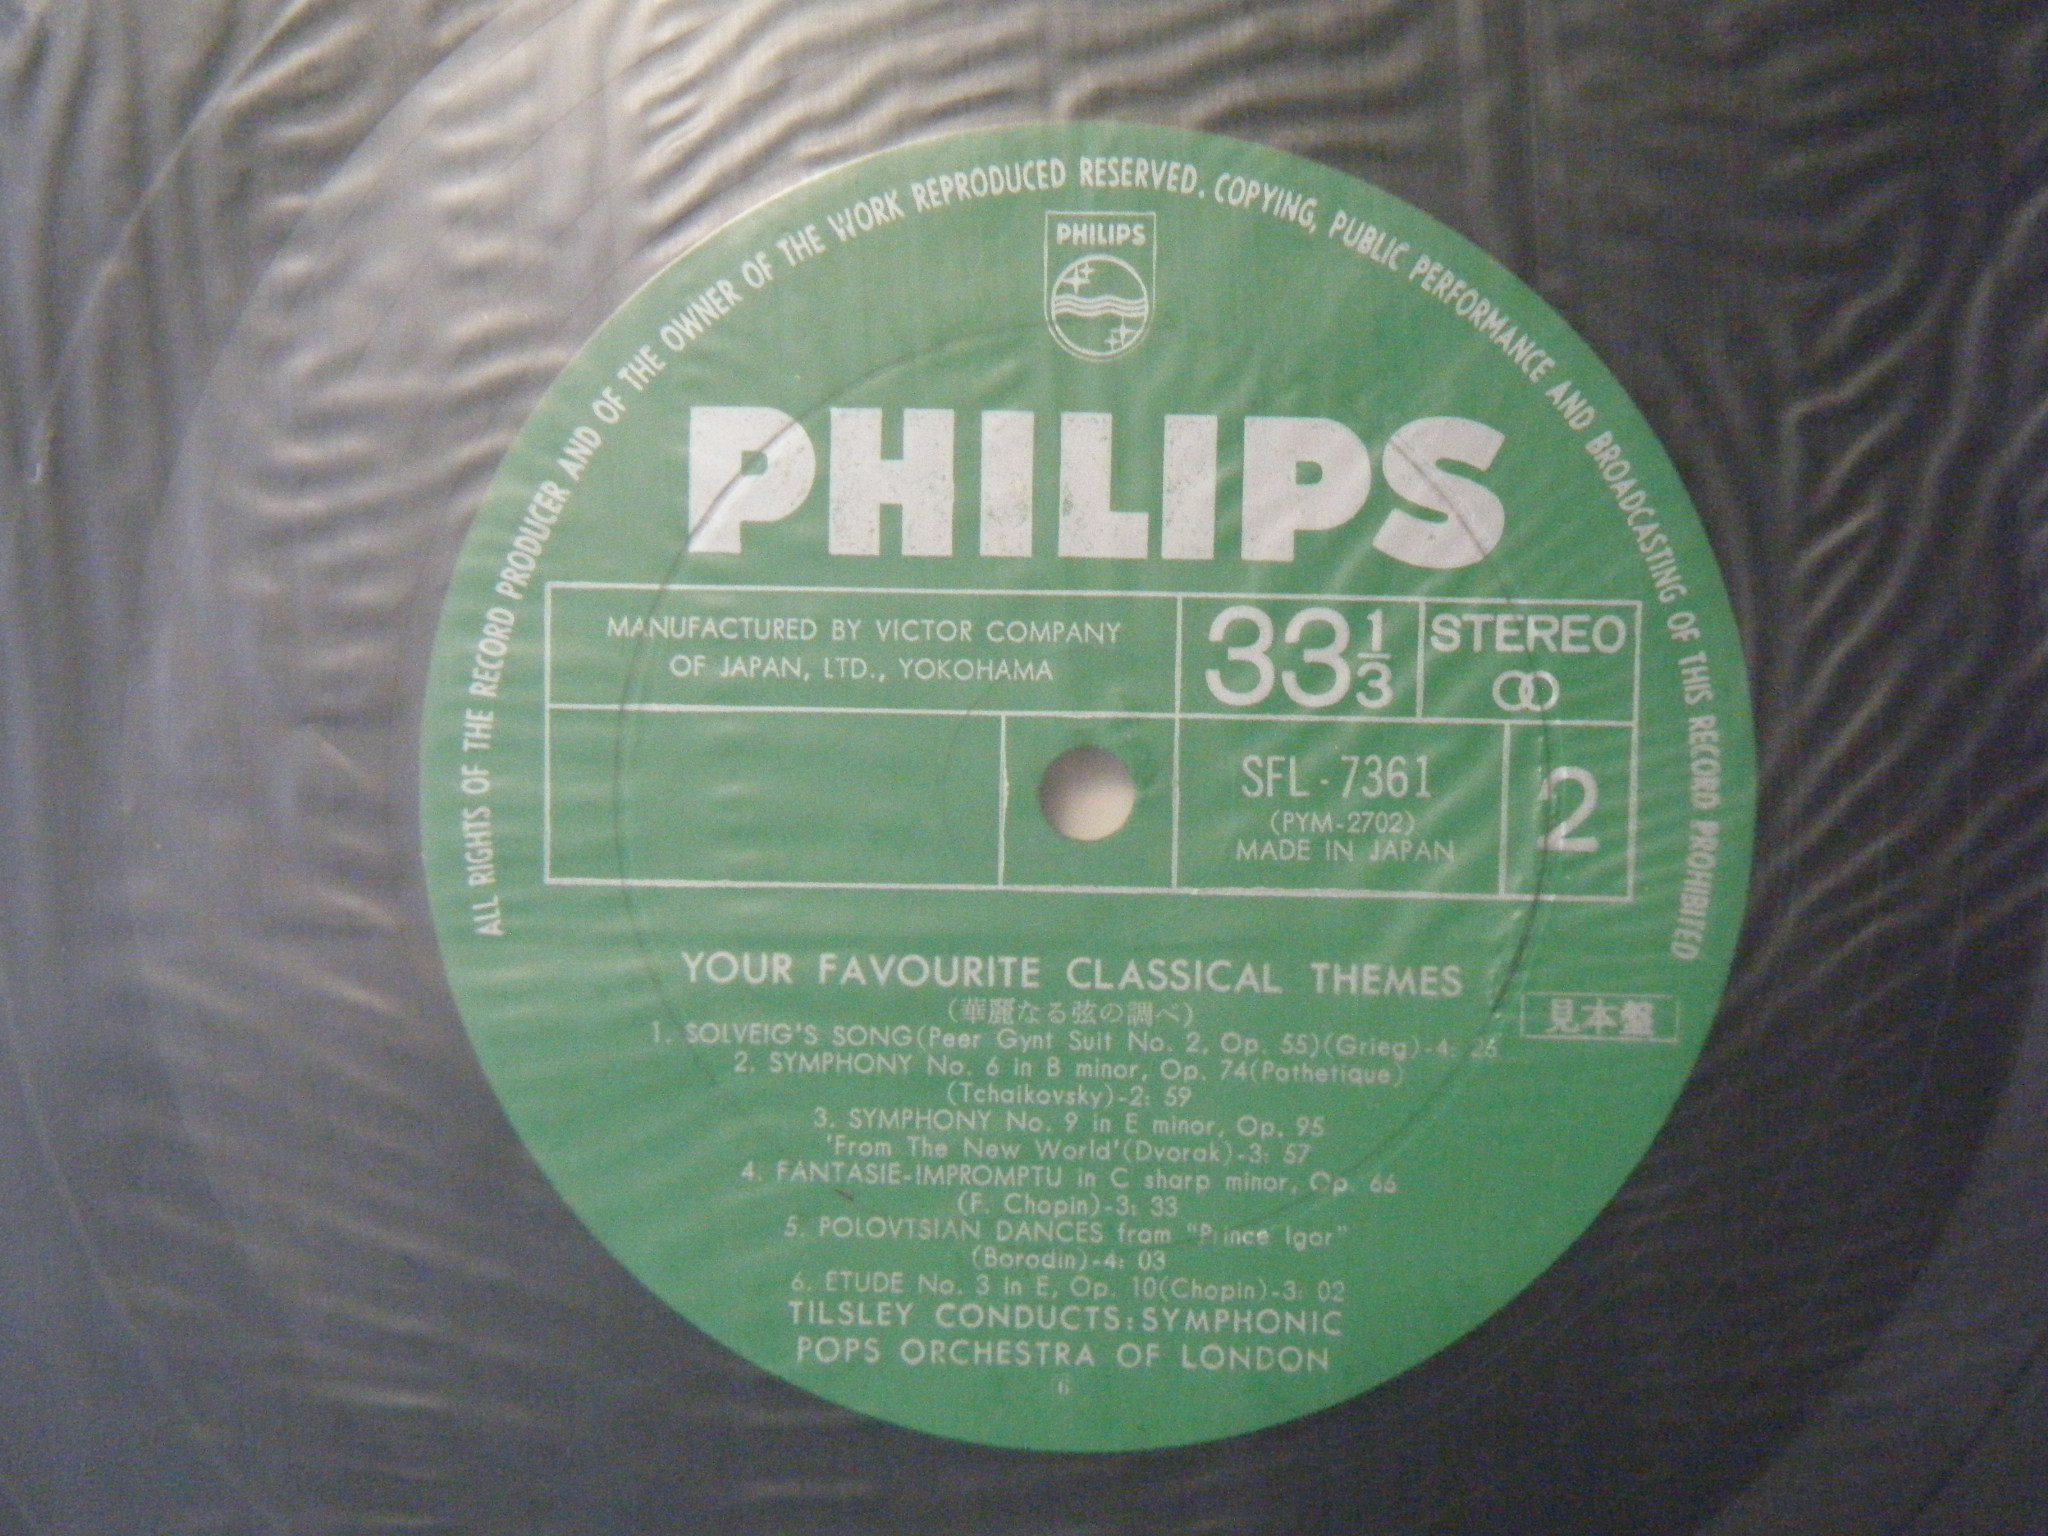 ALL RIGHTS OF THE RECORD PRODUCER AND OF THE OWNER OF THE WORK REPRODUCED RESERVED. COPYING, PUBLIC PERFORMANCE AND BROADCASTING OF THIS RECORD PROHIBITED
PHILIPS
PHILIPS
MANUFACTURED BY VICTOR COMPANY
OF JAPAN, LTD., YOKOHAMA
33 1/3
STEREO
SFL-7361
(PYM-2702)
MADE IN JAPAN
2
YOUR FAVOURITE CLASSICAL THEMES
(華麗なる弦の調べ)
見本盤
1. SOLVEIG'S SONG(Peer Gynt Suit No. 2, Op. 55)(Grieg)-4: 26
2. SYMPHONY No. 6 in B minor, Op. 74(Pathetique)
(Tchaikovsky)-2: 59
3. SYMPHONY No. 9 in E minor, Op. 95
'From The New World'(Dvorak)-3: 57
4. FANTASIE-IMPROMPTU in C sharp minor, Op. 66
(F. Chopin)-3: 33
5. POLOVTSIAN DANCES from "Prince Igor"
(Borodin)-4: 03
6. ETUDE No. 3 in E, Op. 10(Chopin)-3: 02
TILSLEY CONDUCTS:SYMPHONIC
POPS ORCHESTRA OF LONDON
6